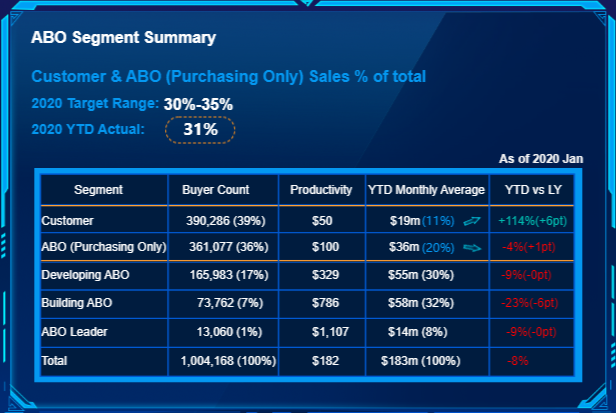 ABO Segment Summary
Customer & ABO (Purchasing Only) Sales % of total
2020 Target Range: 30%-35%
2020 YTD Actual: 31%
As of 2020 Jan
Segment Buyer Count Productivity YTD Monthly Average YTD vs LY
Customer 390,286 (39%) $50 $19m (11%) +114%(+6pt)
ABO (Purchasing Only) 361,077 (36%) $100 $36m (20%) -4%(+1pt)
Developing ABO 165,983 (17%) $329 $55m (30%) -9%(-0pt)
Building ABO 73,762 (7%) $786 $58m (32%) -23%(-6pt)
ABO Leader 13,060 (1%) $1,107 $14m (8%) -9%(-0pt)
Total 1,004,168 (100%) $182 $183m (100%) -8%